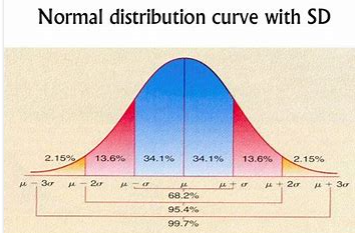 Normal distribution curve with SD
2.15% 13.6% 34.1% 34.1% 13.6% 2.15%
μ - 3σ μ - 2σ μ - σ μ μ + σ μ + 2σ μ + 3σ
68.2%
95.4%
99.7%